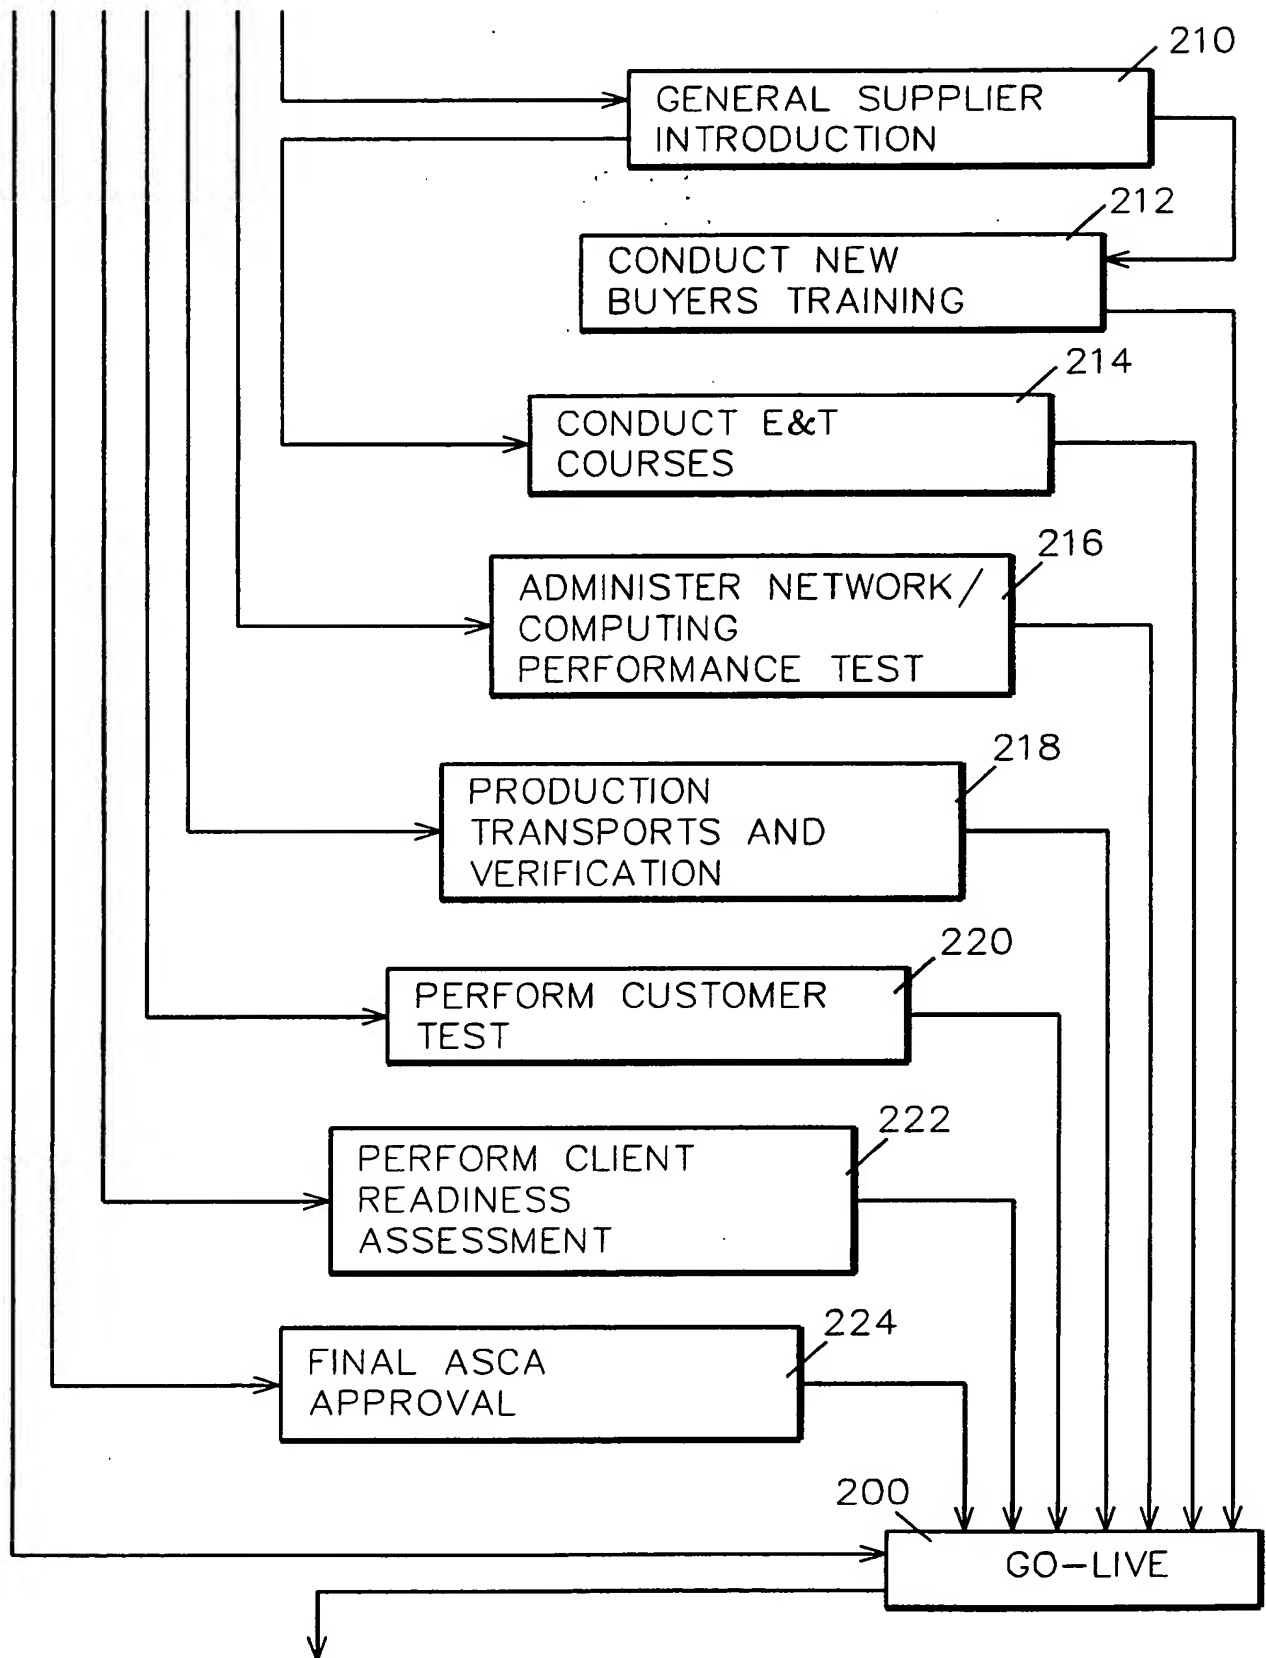 210
GENERAL SUPPLIER
INTRODUCTION
212
CONDUCT NEW
BUYERS TRAINING
214
CONDUCT E&T
COURSES
216
ADMINISTER NETWORK/
COMPUTING
PERFORMANCE TEST
218
PRODUCTION
TRANSPORTS AND
VERIFICATION
220
PERFORM CUSTOMER
TEST
222
PERFORM CLIENT
READINESS
ASSESSMENT
224
FINAL ASCA
APPROVAL
200
GO-LIVE